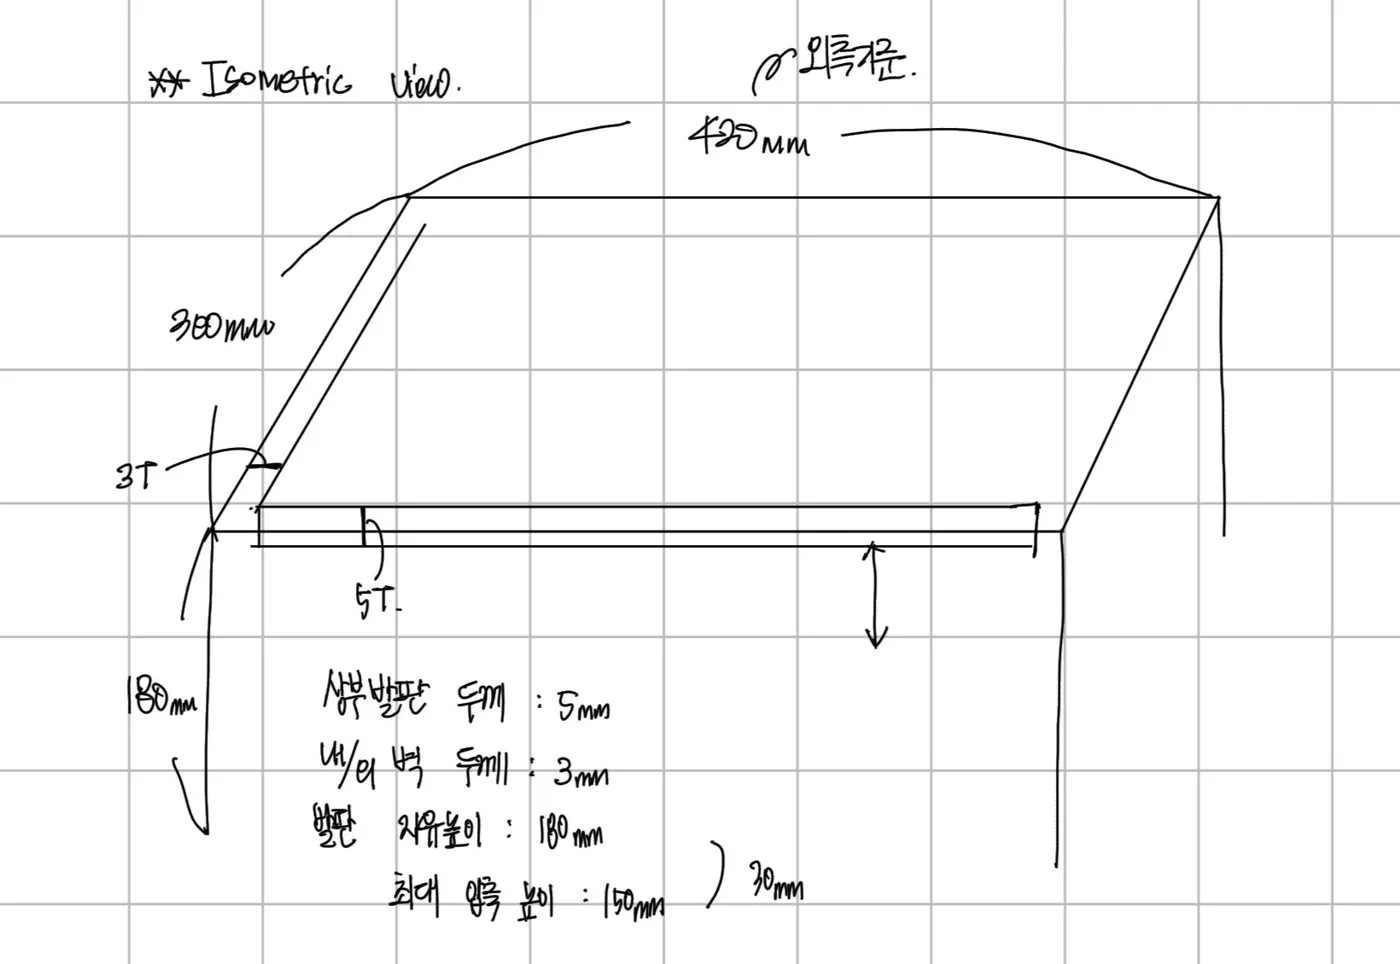 ** Isometric view.
외측기준.
420mm
300mm
3T
5T.
180mm
상부발판 두께 : 5mm
내/외 벽 두께 : 3mm
발판 자유높이 : 180mm
최대 압축 높이 : 150mm
30mm